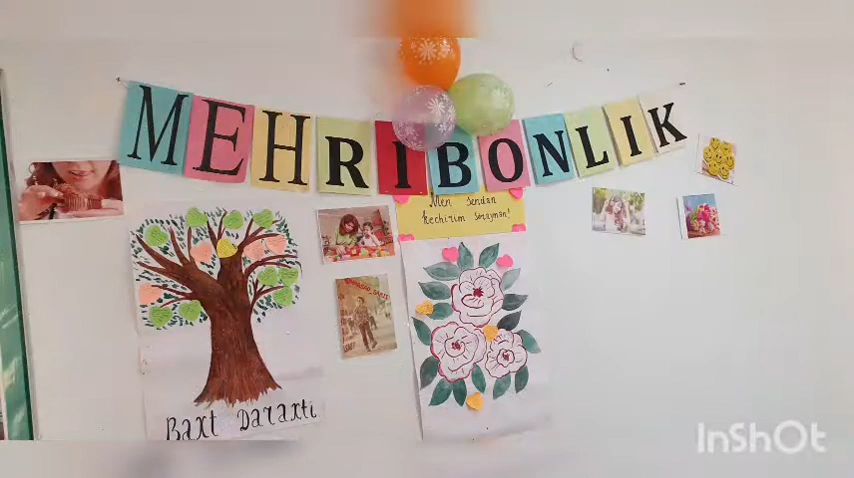 MEHRIBONLIK
Men sendan
kechirim so'rayman!
Baxt Daraxti
InShOt